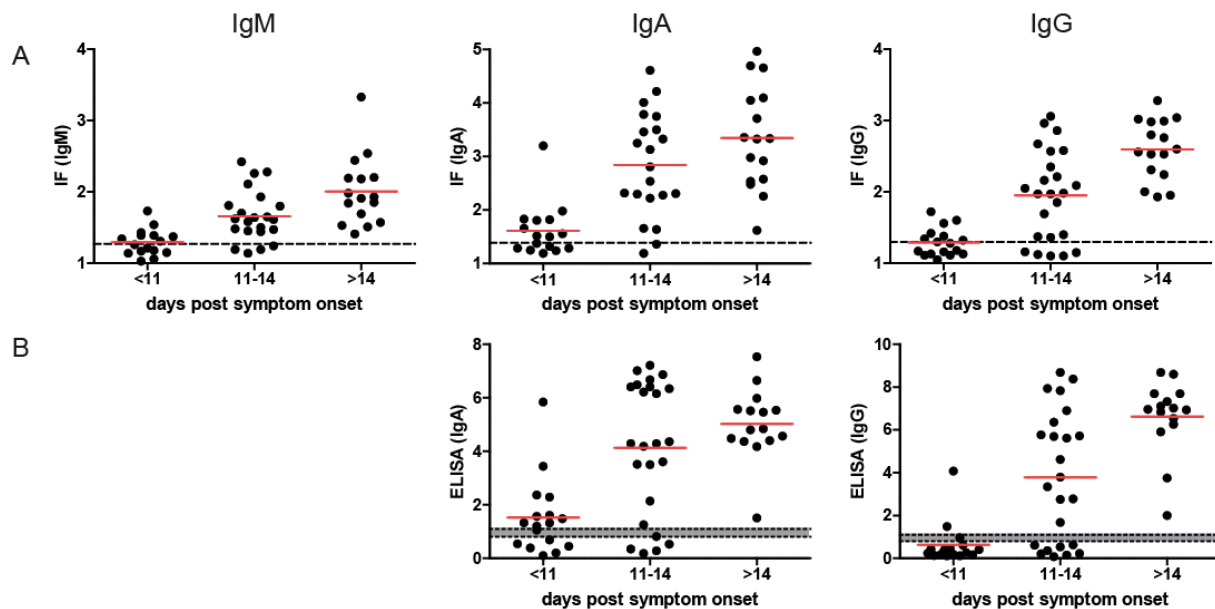 IgM
IgA
IgG
A
IF (IgM)
4
3
2
1
<11
11-14
>14
days post symptom onset
IF (IgA)
5
4
3
2
1
<11
11-14
>14
days post symptom onset
IF (IgG)
4
3
2
1
<11
11-14
>14
days post symptom onset
B
ELISA (IgA)
8
6
4
2
0
<11
11-14
>14
days post symptom onset
ELISA (IgG)
10
8
6
4
2
0
<11
11-14
>14
days post symptom onset